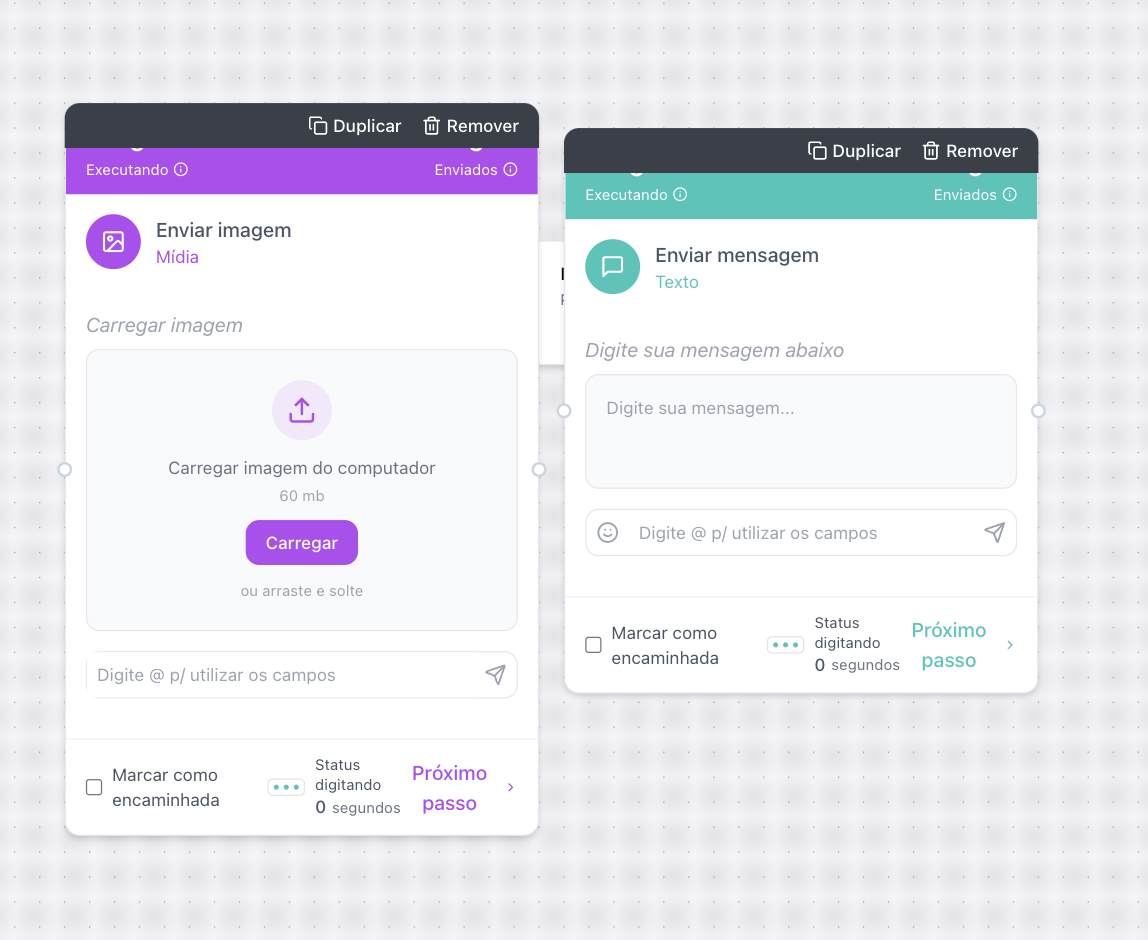 Duplicar Remover
Executando Enviados
Enviar imagem
Mídia
Carregar imagem
Carregar imagem do computador
60 mb
Carregar
ou arraste e solte
Digite @ p/ utilizar os campos
Marcar como
encaminhada
Status
digitando
0 segundos
Próximo
passo
Duplicar Remover
Executando Enviados
Enviar mensagem
Texto
Digite sua mensagem abaixo
Digite sua mensagem...
Digite @ p/ utilizar os campos
Marcar como
encaminhada
Status
digitando
0 segundos
Próximo
passo